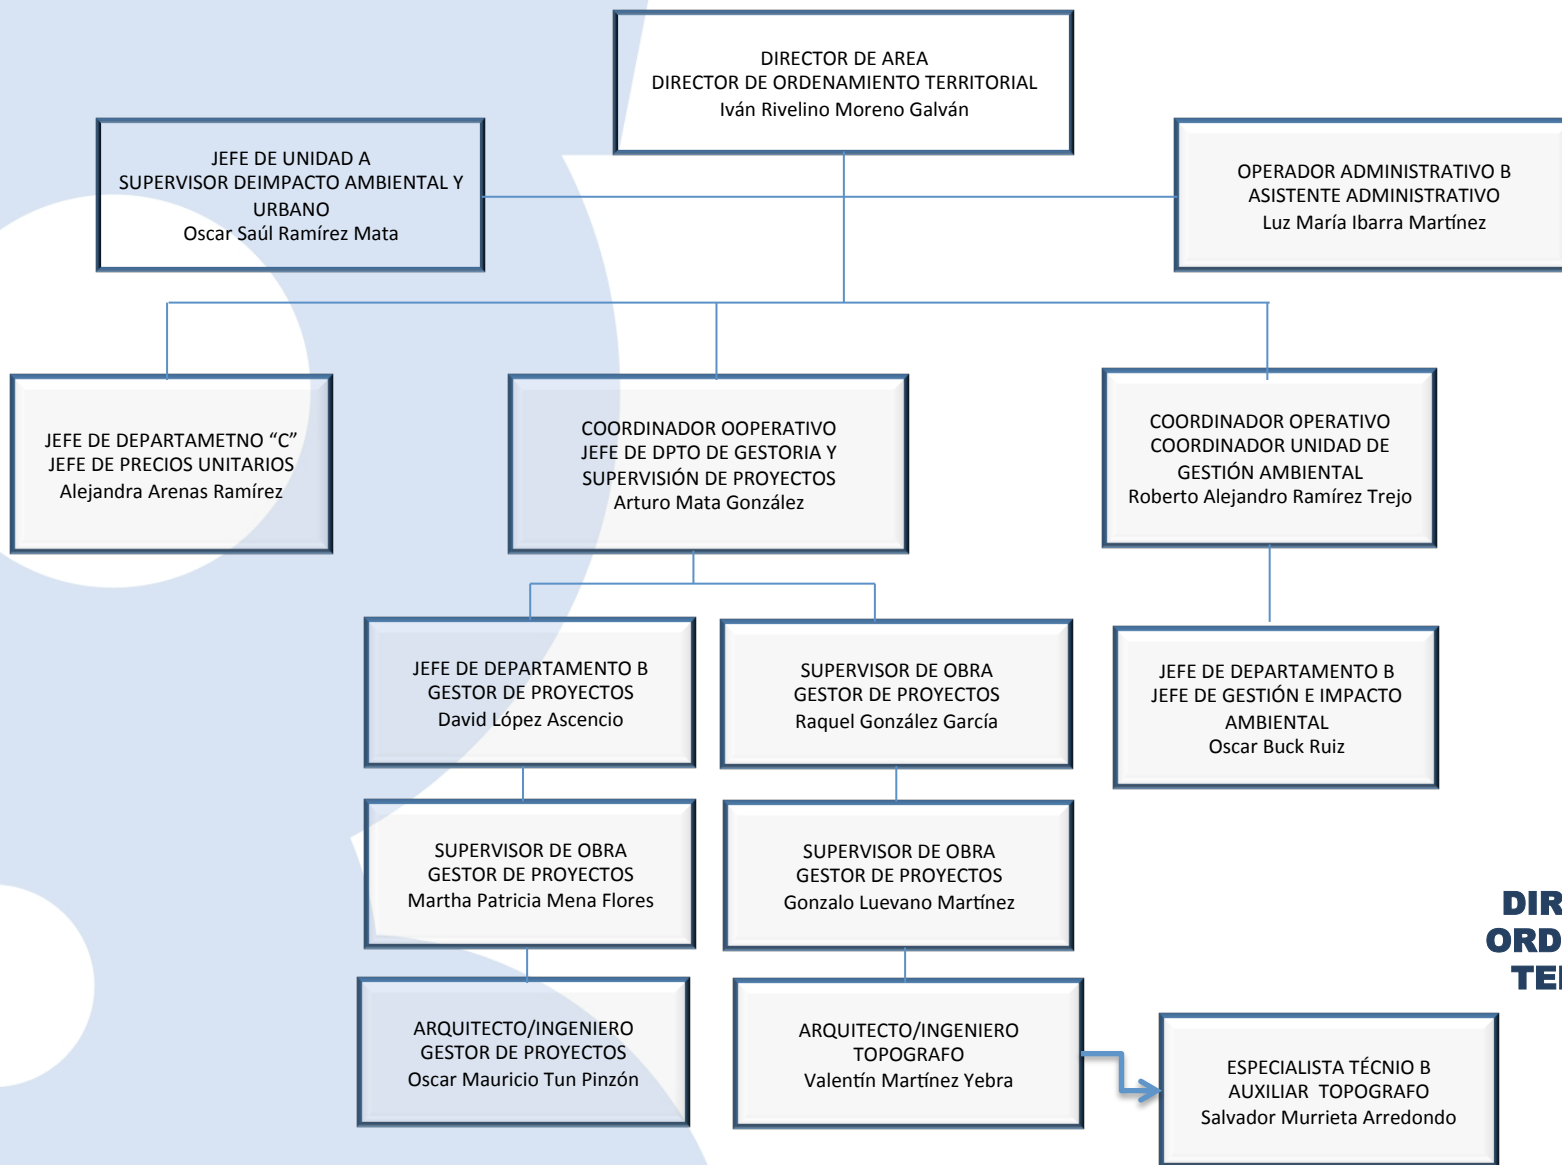 DIRECTOR DE AREA
DIRECTOR DE ORDENAMIENTO TERRITORIAL
Iván Rivelino Moreno Galván
JEFE DE UNIDAD A
SUPERVISOR DEIMPACTO AMBIENTAL Y
URBANO
Oscar Saúl Ramírez Mata
OPERADOR ADMINISTRATIVO B
ASISTENTE ADMINISTRATIVO
Luz María Ibarra Martínez
JEFE DE DEPARTAMETNO “C”
JEFE DE PRECIOS UNITARIOS
Alejandra Arenas Ramírez
COORDINADOR OOPERATIVO
JEFE DE DPTO DE GESTORIA Y
SUPERVISIÓN DE PROYECTOS
Arturo Mata González
COORDINADOR OPERATIVO
COORDINADOR UNIDAD DE
GESTIÓN AMBIENTAL
Roberto Alejandro Ramírez Trejo
JEFE DE DEPARTAMENTO B
GESTOR DE PROYECTOS
David López Ascencio
SUPERVISOR DE OBRA
GESTOR DE PROYECTOS
Raquel González García
JEFE DE DEPARTAMENTO B
JEFE DE GESTIÓN E IMPACTO
AMBIENTAL
Oscar Buck Ruiz
SUPERVISOR DE OBRA
GESTOR DE PROYECTOS
Martha Patricia Mena Flores
SUPERVISOR DE OBRA
GESTOR DE PROYECTOS
Gonzalo Luevano Martínez
ARQUITECTO/INGENIERO
GESTOR DE PROYECTOS
Oscar Mauricio Tun Pinzón
ARQUITECTO/INGENIERO
TOPOGRAFO
Valentín Martínez Yebra
ESPECIALISTA TÉCNIO B
AUXILIAR TOPOGRAFO
Salvador Murrieta Arredondo